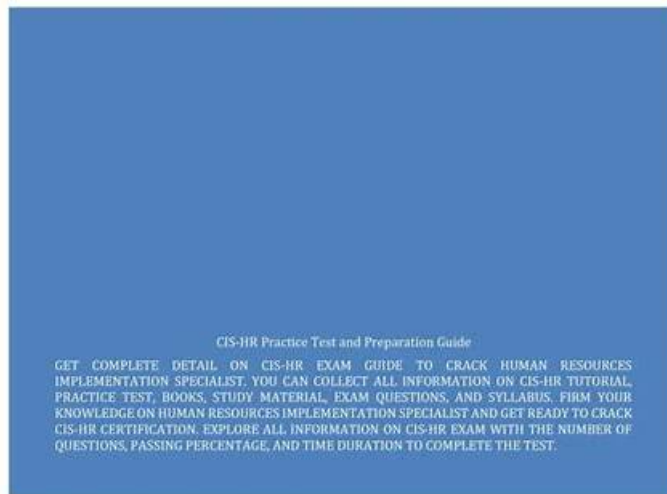 CIS-HR Practice Test and Preparation Guide
GET COMPLETE DETAIL ON CIS-HR EXAM GUIDE TO CRACK HUMAN RESOURCES
IMPLEMENTATION SPECIALIST. YOU CAN COLLECT ALL INFORMATION ON CIS-HR TUTORIAL,
PRACTICE TEST, BOOKS, STUDY MATERIAL, EXAM QUESTIONS, AND SYLLABUS. FIRM YOUR
KNOWLEDGE ON HUMAN RESOURCES IMPLEMENTATION SPECIALIST AND GET READY TO CRACK
CIS-HR CERTIFICATION. EXPLORE ALL INFORMATION ON CIS-HR EXAM WITH THE NUMBER OF
QUESTIONS, PASSING PERCENTAGE, AND TIME DURATION TO COMPLETE THE TEST.